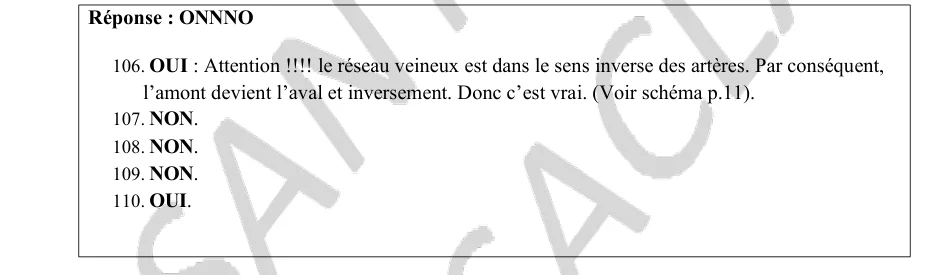 Réponse : ONNNO
106. OUI : Attention !!!! le réseau veineux est dans le sens inverse des artères. Par conséquent,
l’amont devient l’aval et inversement. Donc c’est vrai. (Voir schéma p.11).
107. NON.
108. NON.
109. NON.
110. OUI.